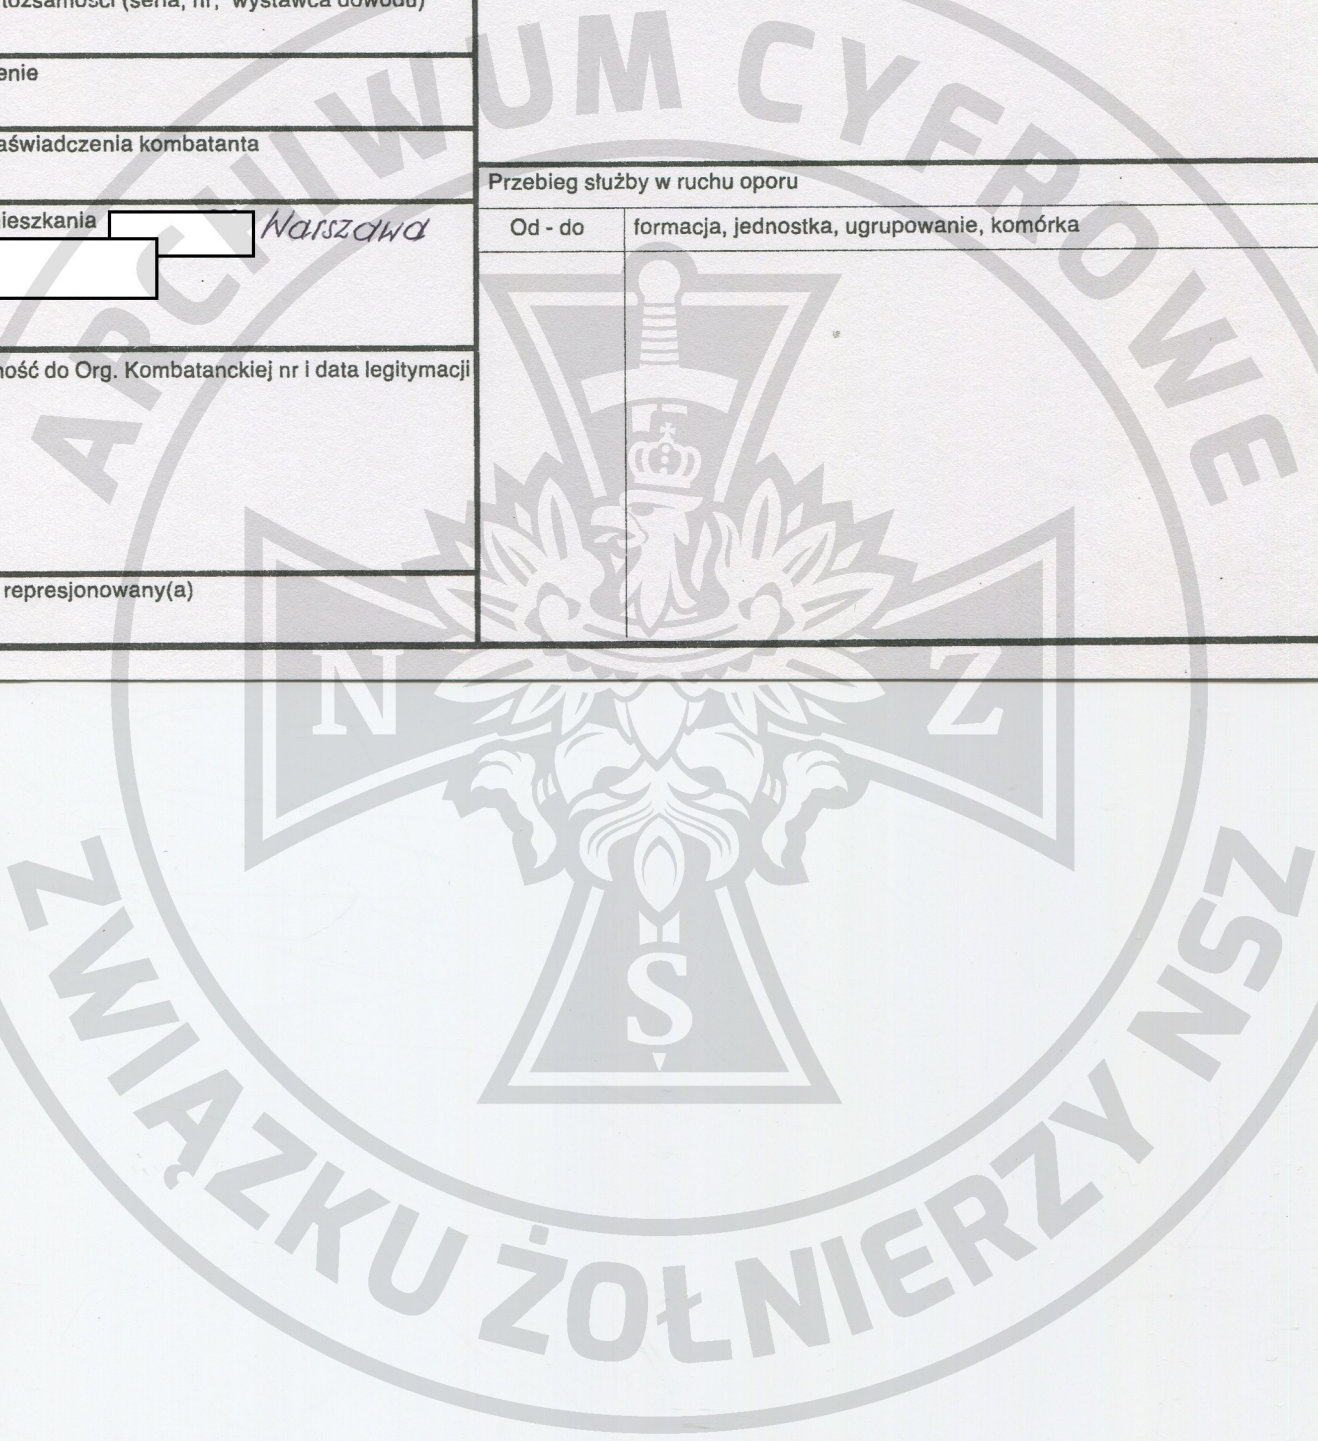 tożsamości (seria, nr, wystawca dowodu)
enie
aświadczenia kombatanta
ieszkania Warszawa
ność do Org. Kombatanckiej nr i data legitymacji
represjonowany(a)
Przebieg służby w ruchu oporu
Od - do formacja, jednostka, ugrupowanie, komórka
ARCHIWUM CYFROWE
N Z
S
ZWIĄZKU ŻOŁNIERZY NSZ